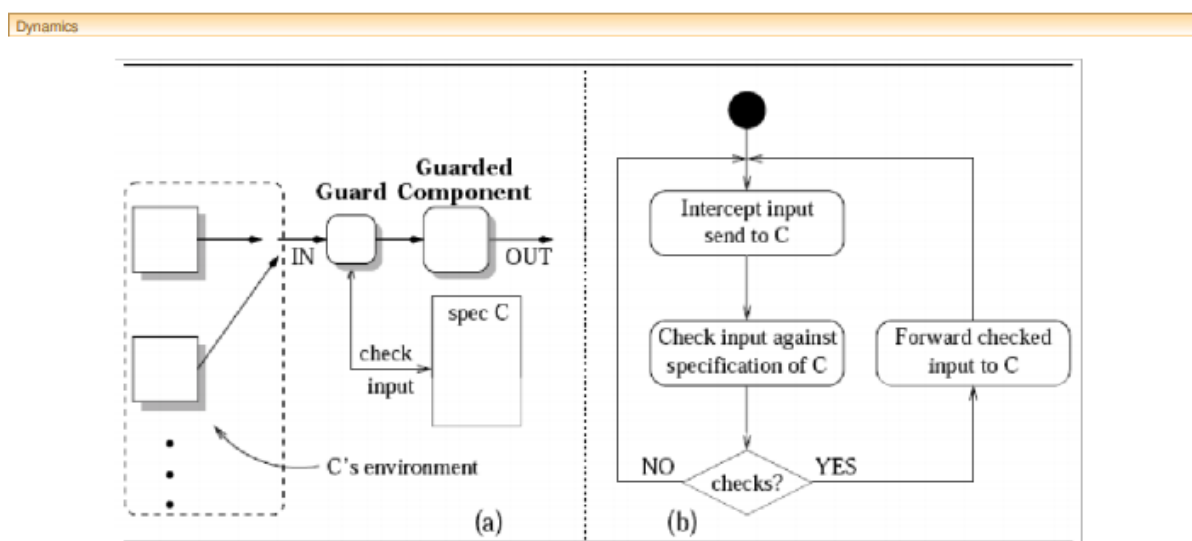 Dynamics
Guarded
Guard Component
IN
OUT
spec C
check
input
C's environment
(a)
Intercept input
send to C
Check input against
specification of C
Forward checked
input to C
NO
checks?
YES
(b)